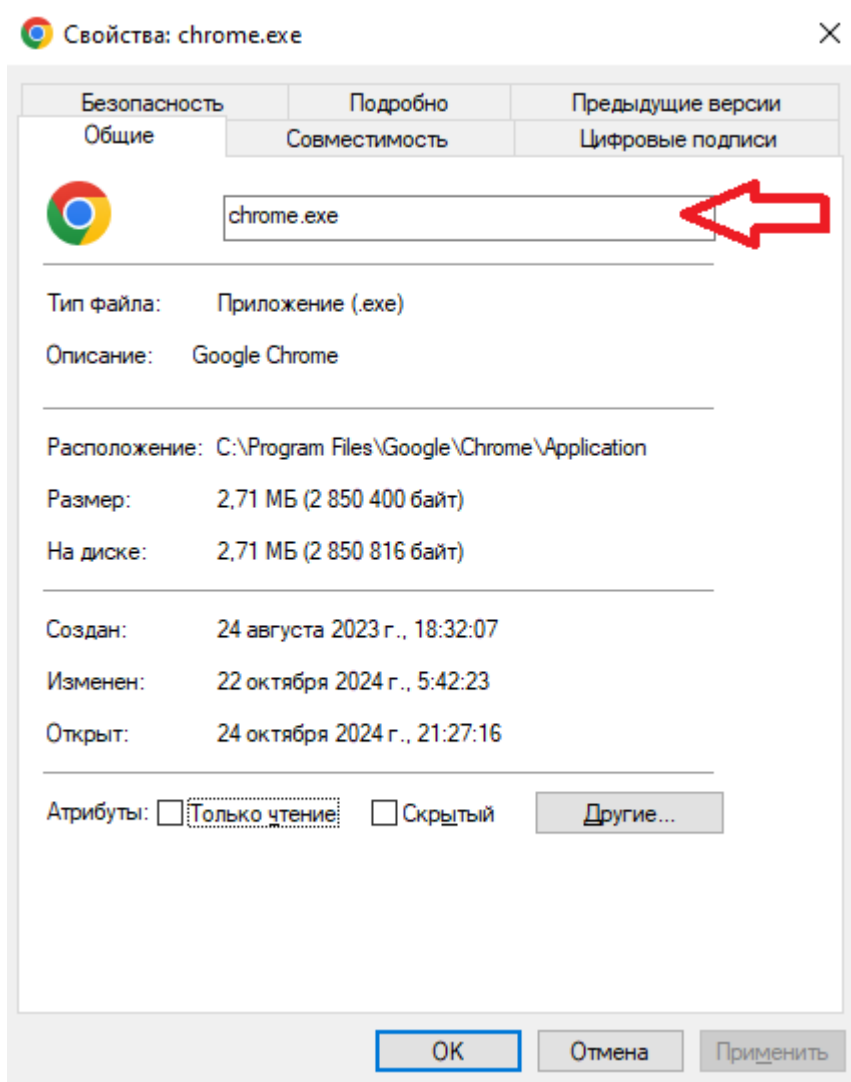 Свойства: chrome.exe
Безопасность Подробно Предыдущие версии
Общие Совместимость Цифровые подписи
chrome.exe
Тип файла: Приложение (.exe)
Описание: Google Chrome
Расположение: C:\Program Files\Google\Chrome\Application
Размер: 2,71 МБ (2 850 400 байт)
На диске: 2,71 МБ (2 850 816 байт)
Создан: 24 августа 2023 г., 18:32:07
Изменен: 22 октября 2024 г., 5:42:23
Открыт: 24 октября 2024 г., 21:27:16
Атрибуты: Только чтение Скрытый Другие...
OK Отмена Применить